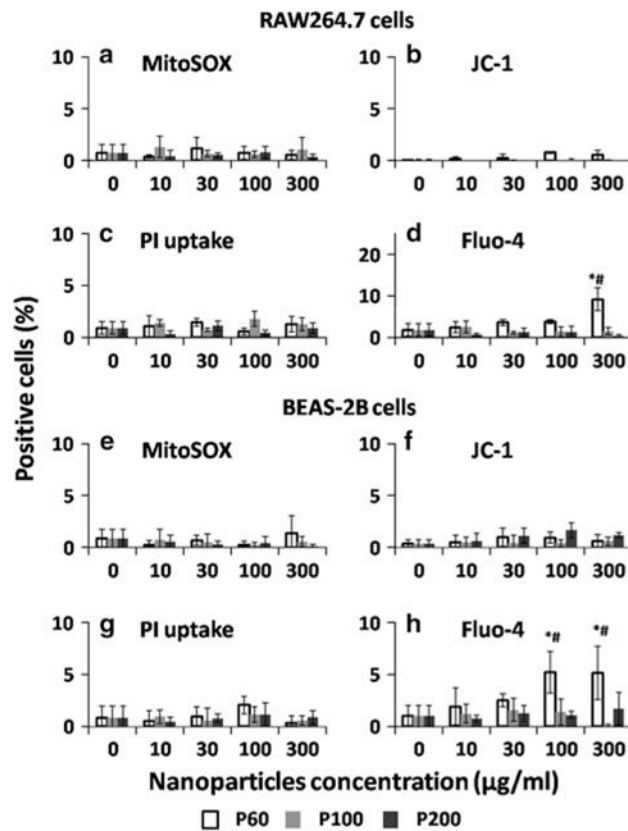 RAW264.7 cells
a MitoSOX
b JC-1
10
5
0
10
5
0
0 10 30 100 300
0 10 30 100 300
c PI uptake
d Fluo-4
10
5
0
20
10
0
*#
0 10 30 100 300
0 10 30 100 300
Positive cells (%)
BEAS-2B cells
e MitoSOX
f JC-1
10
5
0
10
5
0
0 10 30 100 300
0 10 30 100 300
g PI uptake
h Fluo-4
10
5
0
10
5
0
*# *#
0 10 30 100 300
0 10 30 100 300
Nanoparticles concentration (µg/ml)
P60 P100 P200